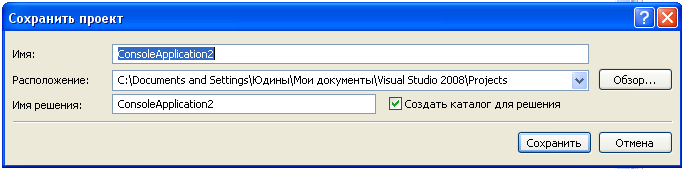 Сохранить проект
Имя: ConsoleApplication2
Расположение: C:\Documents and Settings\Юдины\Мои документы\Visual Studio 2008\Projects Обзор...
Имя решения: ConsoleApplication2 Создать каталог для решения
Сохранить Отмена